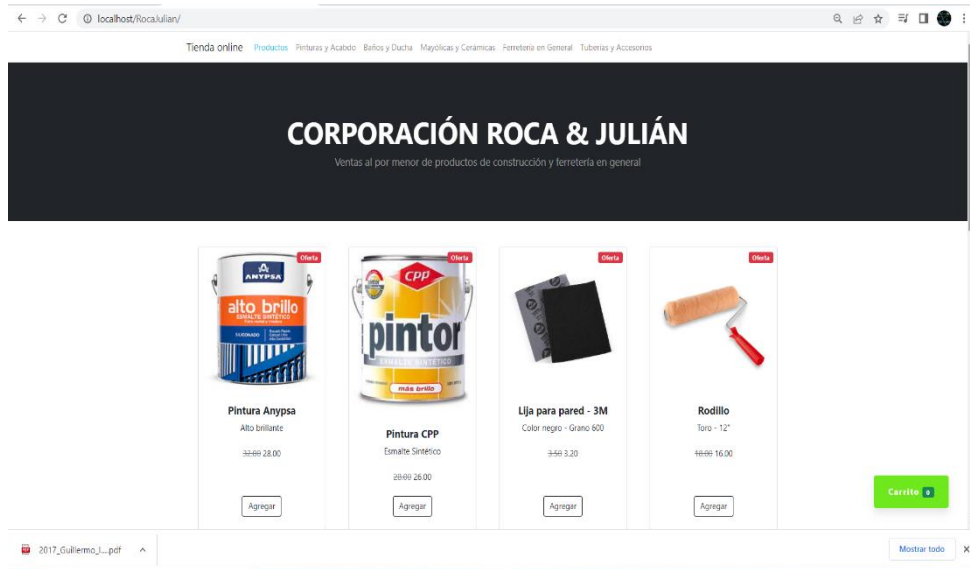 localhost/RocaJulian/
Tienda online Productos Pinturas y Acabdo Baños y Ducha Mayólicas y Cerámicas Ferretería en General Tuberías y Accesorios
CORPORACIÓN ROCA & JULIÁN
Ventas al por menor de productos de construcción y ferretería en general
Oferta Oferta Oferta Oferta
ANYPSA
alto brillo
ESMALTE SINTÉTICO
CPP
pintor
ESMALTE SINTÉTICO
más brillo
Pintura Anypsa
Alto brillante
32.00 28.00
Agregar
Pintura CPP
Esmalte Sintético
28.00 26.00
Agregar
Lija para pared - 3M
Color negro - Grano 600
3.50 3.20
Agregar
Rodillo
Toro - 12"
18.00 16.00
Agregar
Carrito 0
2017_Guillermo_I....pdf
Mostrar todo